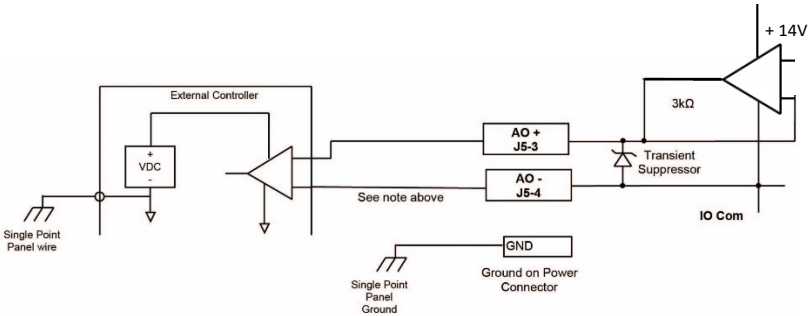 + 14V
External Controller
3kΩ
+
VDC
-
AO +
J5-3
Transient
Suppressor
See note above
AO -
J5-4
IO Com
Single Point
Panel wire
GND
Ground on Power
Connector
Single Point
Panel
Ground